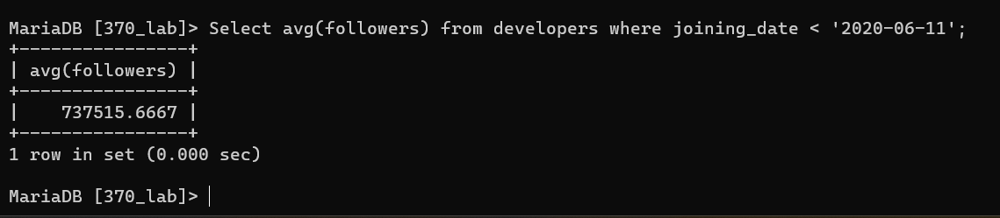 MariaDB [370_lab]> Select avg(followers) from developers where joining_date < '2020-06-11';
+----------------+
| avg(followers) |
+----------------+
|    737515.6667 |
+----------------+
1 row in set (0.000 sec)
MariaDB [370_lab]>